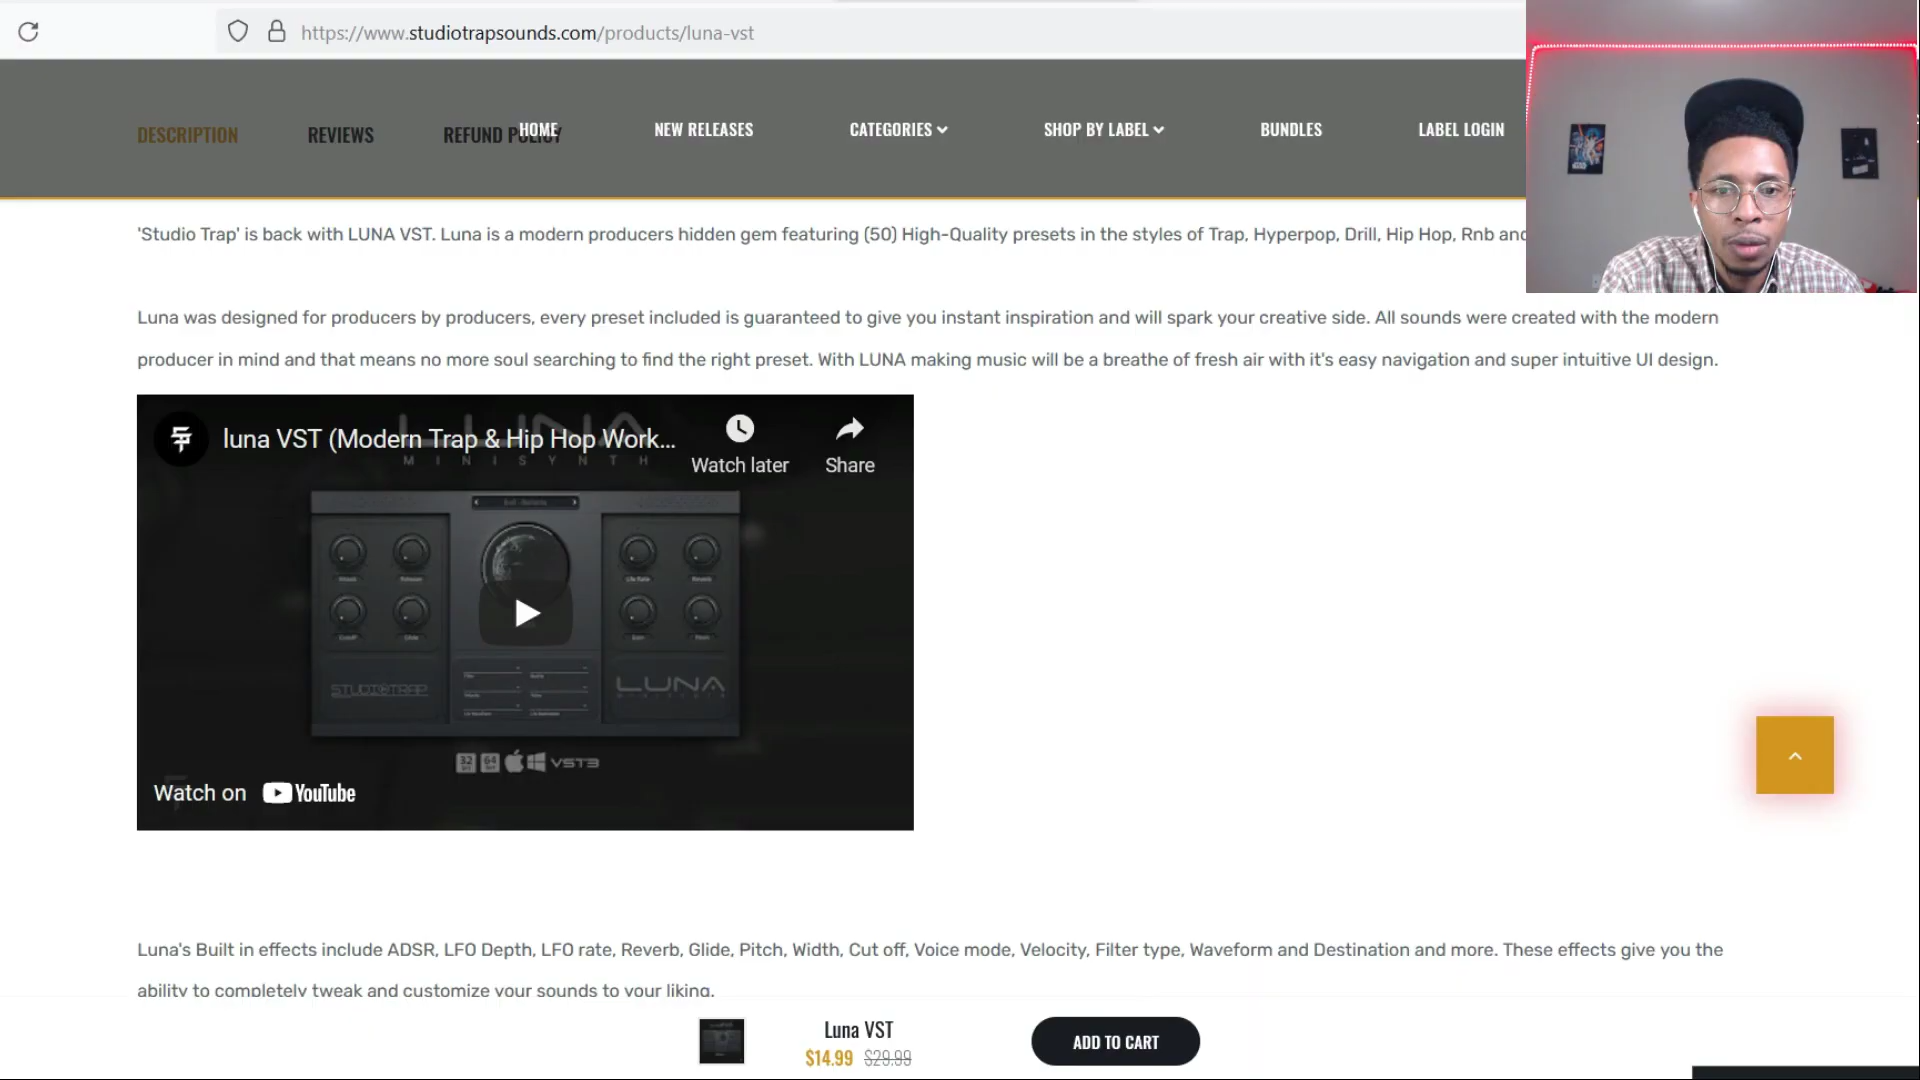 https://www.studiotrapsounds.com/products/luna-vst
DESCRIPTION
REVIEWS
REFUND POLICY
HOME
NEW RELEASES
CATEGORIES
SHOP BY LABEL
BUNDLES
LABEL LOGIN
'Studio Trap' is back with LUNA VST. Luna is a modern producers hidden gem featuring (50) High-Quality presets in the styles of Trap, Hyperpop, Drill, Hip Hop, Rnb and
Luna was designed for producers by producers, every preset included is guaranteed to give you instant inspiration and will spark your creative side. All sounds were created with the modern
producer in mind and that means no more soul searching to find the right preset. With LUNA making music will be a breathe of fresh air with it's easy navigation and super intuitive UI design.
LUNA
MINISYNTH
luna VST (Modern Trap & Hip Hop Work...
Watch later
Share
STUDIOTRAP
LUNA
32
64
VST3
Watch on YouTube
Luna's Built in effects include ADSR, LFO Depth, LFO rate, Reverb, Glide, Pitch, Width, Cut off, Voice mode, Velocity, Filter type, Waveform and Destination and more. These effects give you the
ability to completely tweak and customize your sounds to your liking.
Luna VST
$14.99 $29.99
ADD TO CART